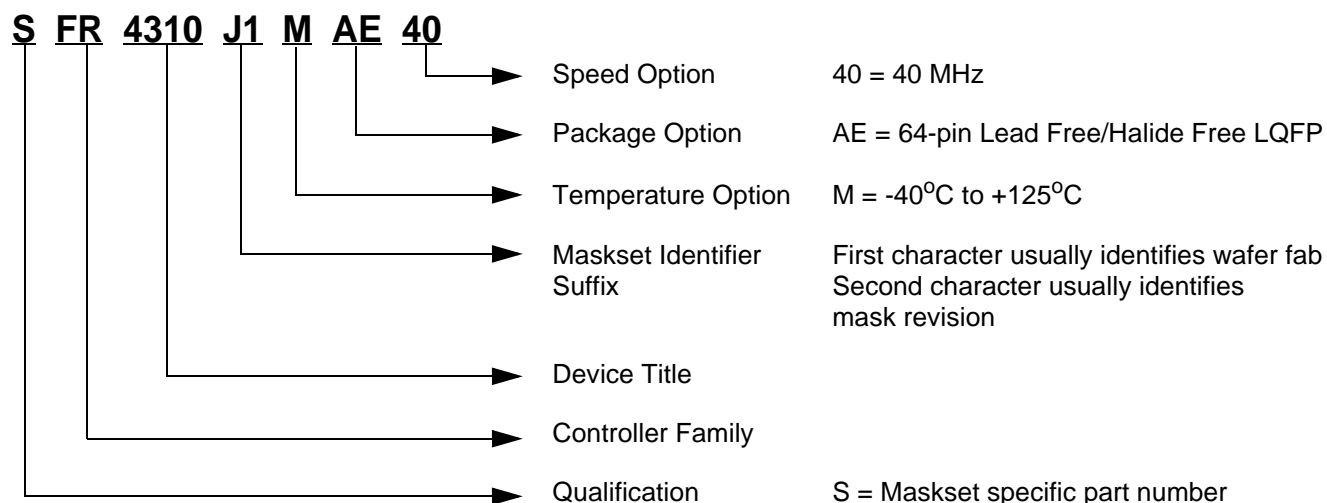 S FR 4310 J1 M AE 40
Speed Option 40 = 40 MHz
Package Option AE = 64-pin Lead Free/Halide Free LQFP
Temperature Option M = -40°C to +125°C
Maskset Identifier First character usually identifies wafer fab
Suffix Second character usually identifies
mask revision
Device Title
Controller Family
Qualification S = Maskset specific part number